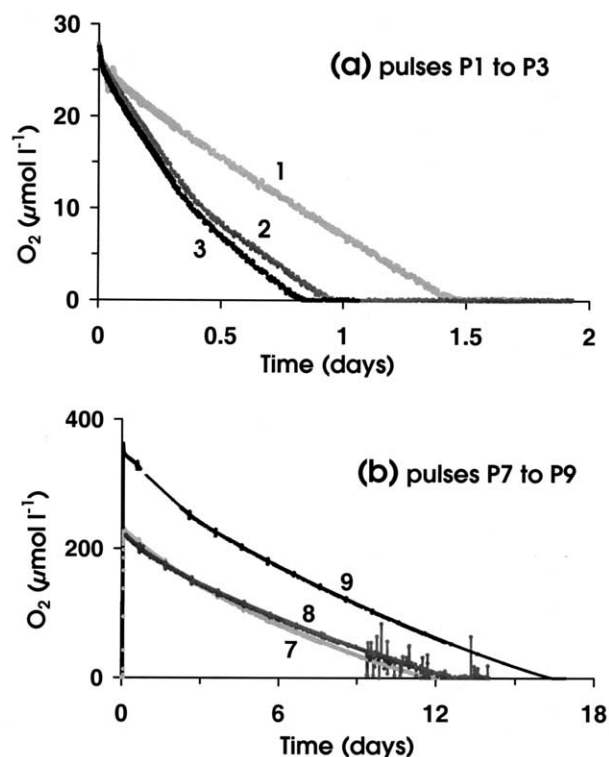 30
(a) pulses P1 to P3
20
O₂ (µmol l⁻¹)
10
0
1
2
3
0 0.5 1 1.5 2
Time (days)
400
(b) pulses P7 to P9
200
O₂ (µmol l⁻¹)
0
9
8
7
0 6 12 18
Time (days)